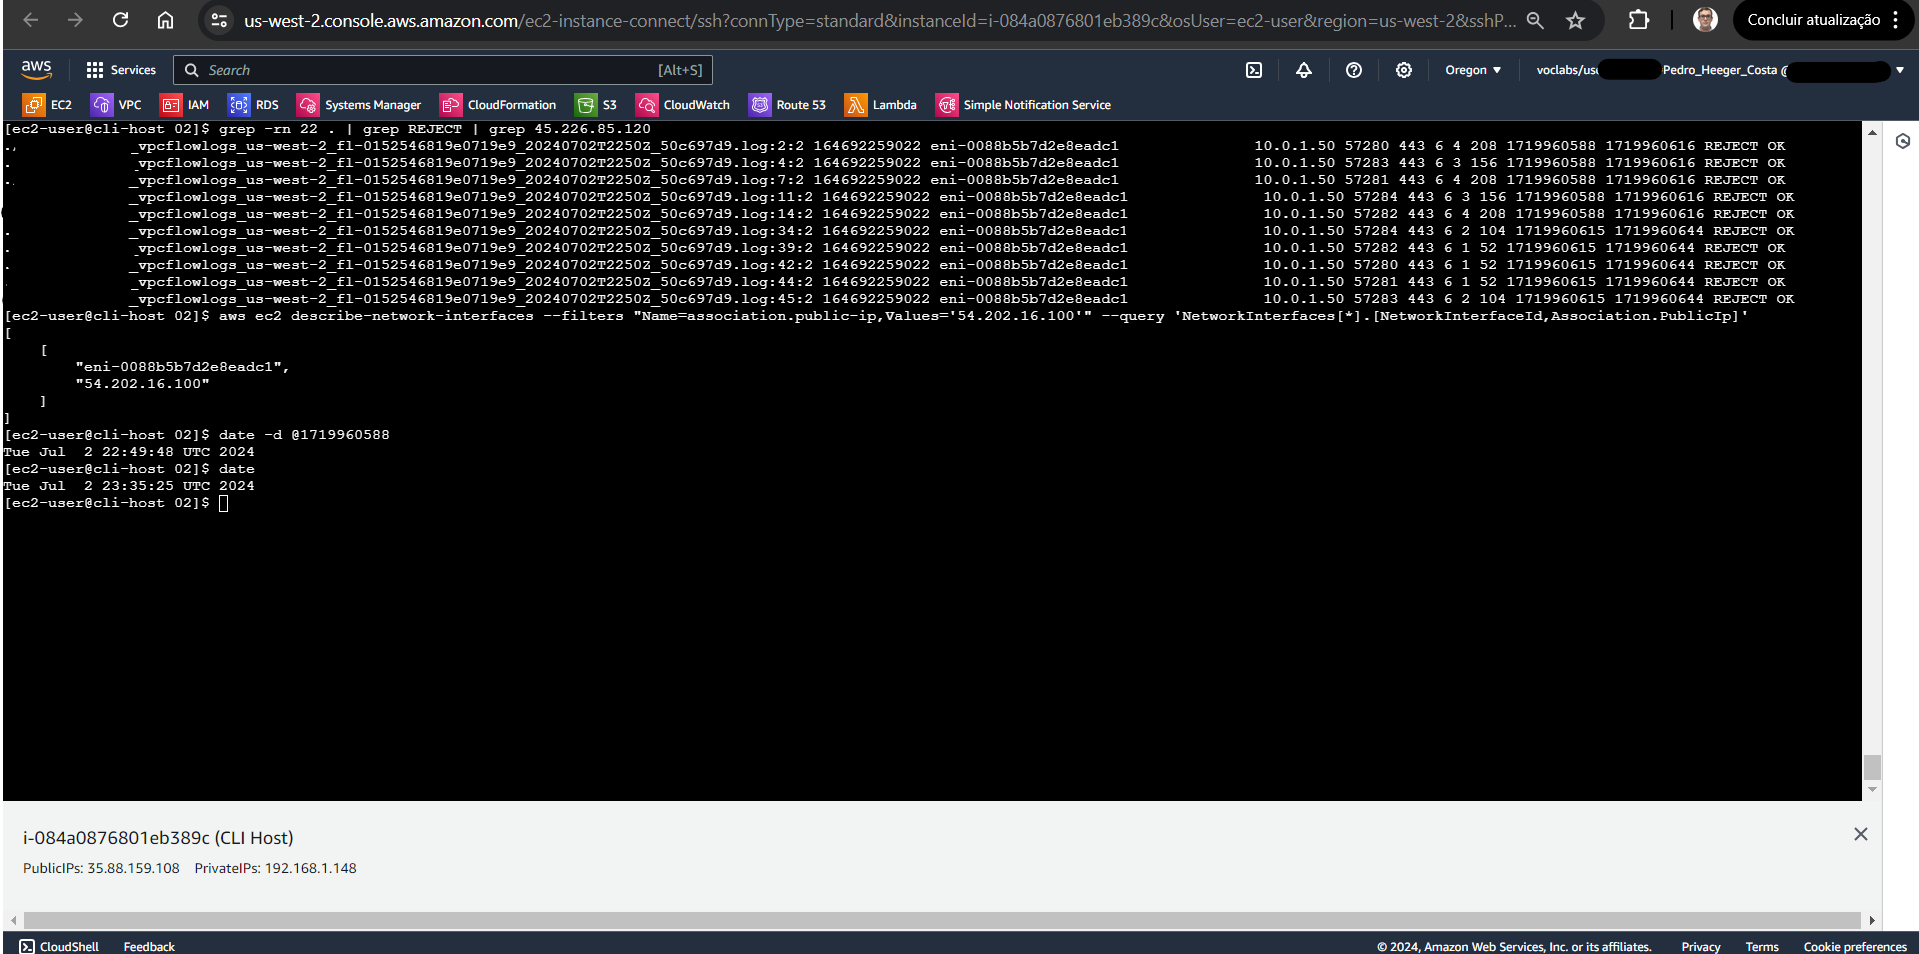 us-west-2.console.aws.amazon.com/ec2-instance-connect/ssh?connType=standard&instanceId=i-084a0876801eb389c&osUser=ec2-user&region=us-west-2&sshP...
Concluir atualização
aws
Services
Search
[Alt+S]
Oregon
voclabs/use
Pedro_Heeger_Costa @
EC2
VPC
IAM
RDS
Systems Manager
CloudFormation
S3
CloudWatch
Route 53
Lambda
Simple Notification Service
[ec2-user@cli-host 02]$ grep -rn 22 . | grep REJECT | grep 45.226.85.120
./ _vpcflowlogs_us-west-2_fl-0152546819e0719e9_20240702T2250Z_50c697d9.log:2:2 164692259022 eni-0088b5b7d2e8eadc1 10.0.1.50 57280 443 6 4 208 1719960588 1719960616 REJECT OK
. _vpcflowlogs_us-west-2_fl-0152546819e0719e9_20240702T2250Z_50c697d9.log:4:2 164692259022 eni-0088b5b7d2e8eadc1 10.0.1.50 57283 443 6 3 156 1719960588 1719960616 REJECT OK
. _vpcflowlogs_us-west-2_fl-0152546819e0719e9_20240702T2250Z_50c697d9.log:7:2 164692259022 eni-0088b5b7d2e8eadc1 10.0.1.50 57281 443 6 4 208 1719960588 1719960616 REJECT OK
_vpcflowlogs_us-west-2_fl-0152546819e0719e9_20240702T2250Z_50c697d9.log:11:2 164692259022 eni-0088b5b7d2e8eadc1 10.0.1.50 57284 443 6 3 156 1719960588 1719960616 REJECT OK
_vpcflowlogs_us-west-2_fl-0152546819e0719e9_20240702T2250Z_50c697d9.log:14:2 164692259022 eni-0088b5b7d2e8eadc1 10.0.1.50 57282 443 6 4 208 1719960588 1719960616 REJECT OK
. _vpcflowlogs_us-west-2_fl-0152546819e0719e9_20240702T2250Z_50c697d9.log:34:2 164692259022 eni-0088b5b7d2e8eadc1 10.0.1.50 57284 443 6 2 104 1719960615 1719960644 REJECT OK
. _vpcflowlogs_us-west-2_fl-0152546819e0719e9_20240702T2250Z_50c697d9.log:39:2 164692259022 eni-0088b5b7d2e8eadc1 10.0.1.50 57282 443 6 1 52 1719960615 1719960644 REJECT OK
. _vpcflowlogs_us-west-2_fl-0152546819e0719e9_20240702T2250Z_50c697d9.log:42:2 164692259022 eni-0088b5b7d2e8eadc1 10.0.1.50 57280 443 6 1 52 1719960615 1719960644 REJECT OK
_vpcflowlogs_us-west-2_fl-0152546819e0719e9_20240702T2250Z_50c697d9.log:44:2 164692259022 eni-0088b5b7d2e8eadc1 10.0.1.50 57281 443 6 1 52 1719960615 1719960644 REJECT OK
. _vpcflowlogs_us-west-2_fl-0152546819e0719e9_20240702T2250Z_50c697d9.log:45:2 164692259022 eni-0088b5b7d2e8eadc1 10.0.1.50 57283 443 6 2 104 1719960615 1719960644 REJECT OK
[ec2-user@cli-host 02]$ aws ec2 describe-network-interfaces --filters "Name=association.public-ip,Values='54.202.16.100'" --query 'NetworkInterfaces[*].[NetworkInterfaceId,Association.PublicIp]'
[
[
"eni-0088b5b7d2e8eadc1",
"54.202.16.100"
]
]
[ec2-user@cli-host 02]$ date -d @1719960588
Tue Jul  2 22:49:48 UTC 2024
[ec2-user@cli-host 02]$ date
Tue Jul  2 23:35:25 UTC 2024
[ec2-user@cli-host 02]$
i-084a0876801eb389c (CLI Host)
PublicIPs: 35.88.159.108 PrivateIPs: 192.168.1.148
CloudShell
Feedback
© 2024, Amazon Web Services, Inc. or its affiliates.
Privacy
Terms
Cookie preferences